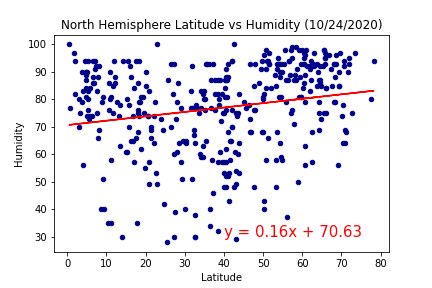 North Hemisphere Latitude vs Humidity (10/24/2020)
100
90
80
70
60
50
40
30
Humidity
y = 0.16x + 70.63
0 10 20 30 40 50 60 70 80
Latitude